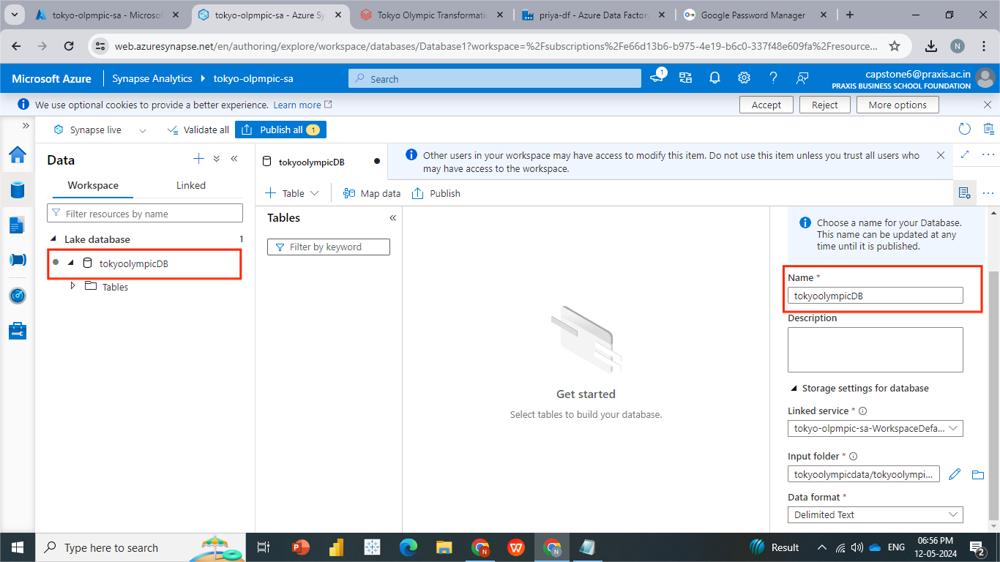 tokyo-olpmpic-sa - Microsof
tokyo-olpmpic-sa - Azure Sy
Tokyo Olympic Transformatio
priye-df - Azure Data Factory
Google Password Manager
web.azuresynapse.net/en/authoring/explore/workspace/databases/Database1?workspace=%2Fsubscriptions%2Fe66d13b6-b975-4e19-b6c0-337f48e609fa%2Fresource...
N
Microsoft Azure
Synapse Analytics
tokyo-olpmpic-sa
Search
1
capstone6@praxis.ac.in
PRAXIS BUSINESS SCHOOL FOUNDATION
We use optional cookies to provide a better experience. Learn more
Accept
Reject
More options
Synapse live
Validate all
Publish all 1
Data
Workspace
Linked
Filter resources by name
Lake database 1
tokyoolympicDB
Tables
tokyoolympicDB
Other users in your workspace may have access to modify this item. Do not use this item unless you trust all users who
may have access to the workspace.
Table
Map data
Publish
Tables
Filter by keyword
Get started
Select tables to build your database.
Choose a name for your Database.
This name can be updated at any
time until it is published.
Name *
tokyoolympicDB
Description
Storage settings for database
Linked service *
tokyo-olpmpic-sa-WorkspaceDefa...
Input folder *
tokyoolympicdata/tokyoolympi...
Data format *
Delimited Text
Type here to search
Result
ENG
06:56 PM
12-05-2024
2